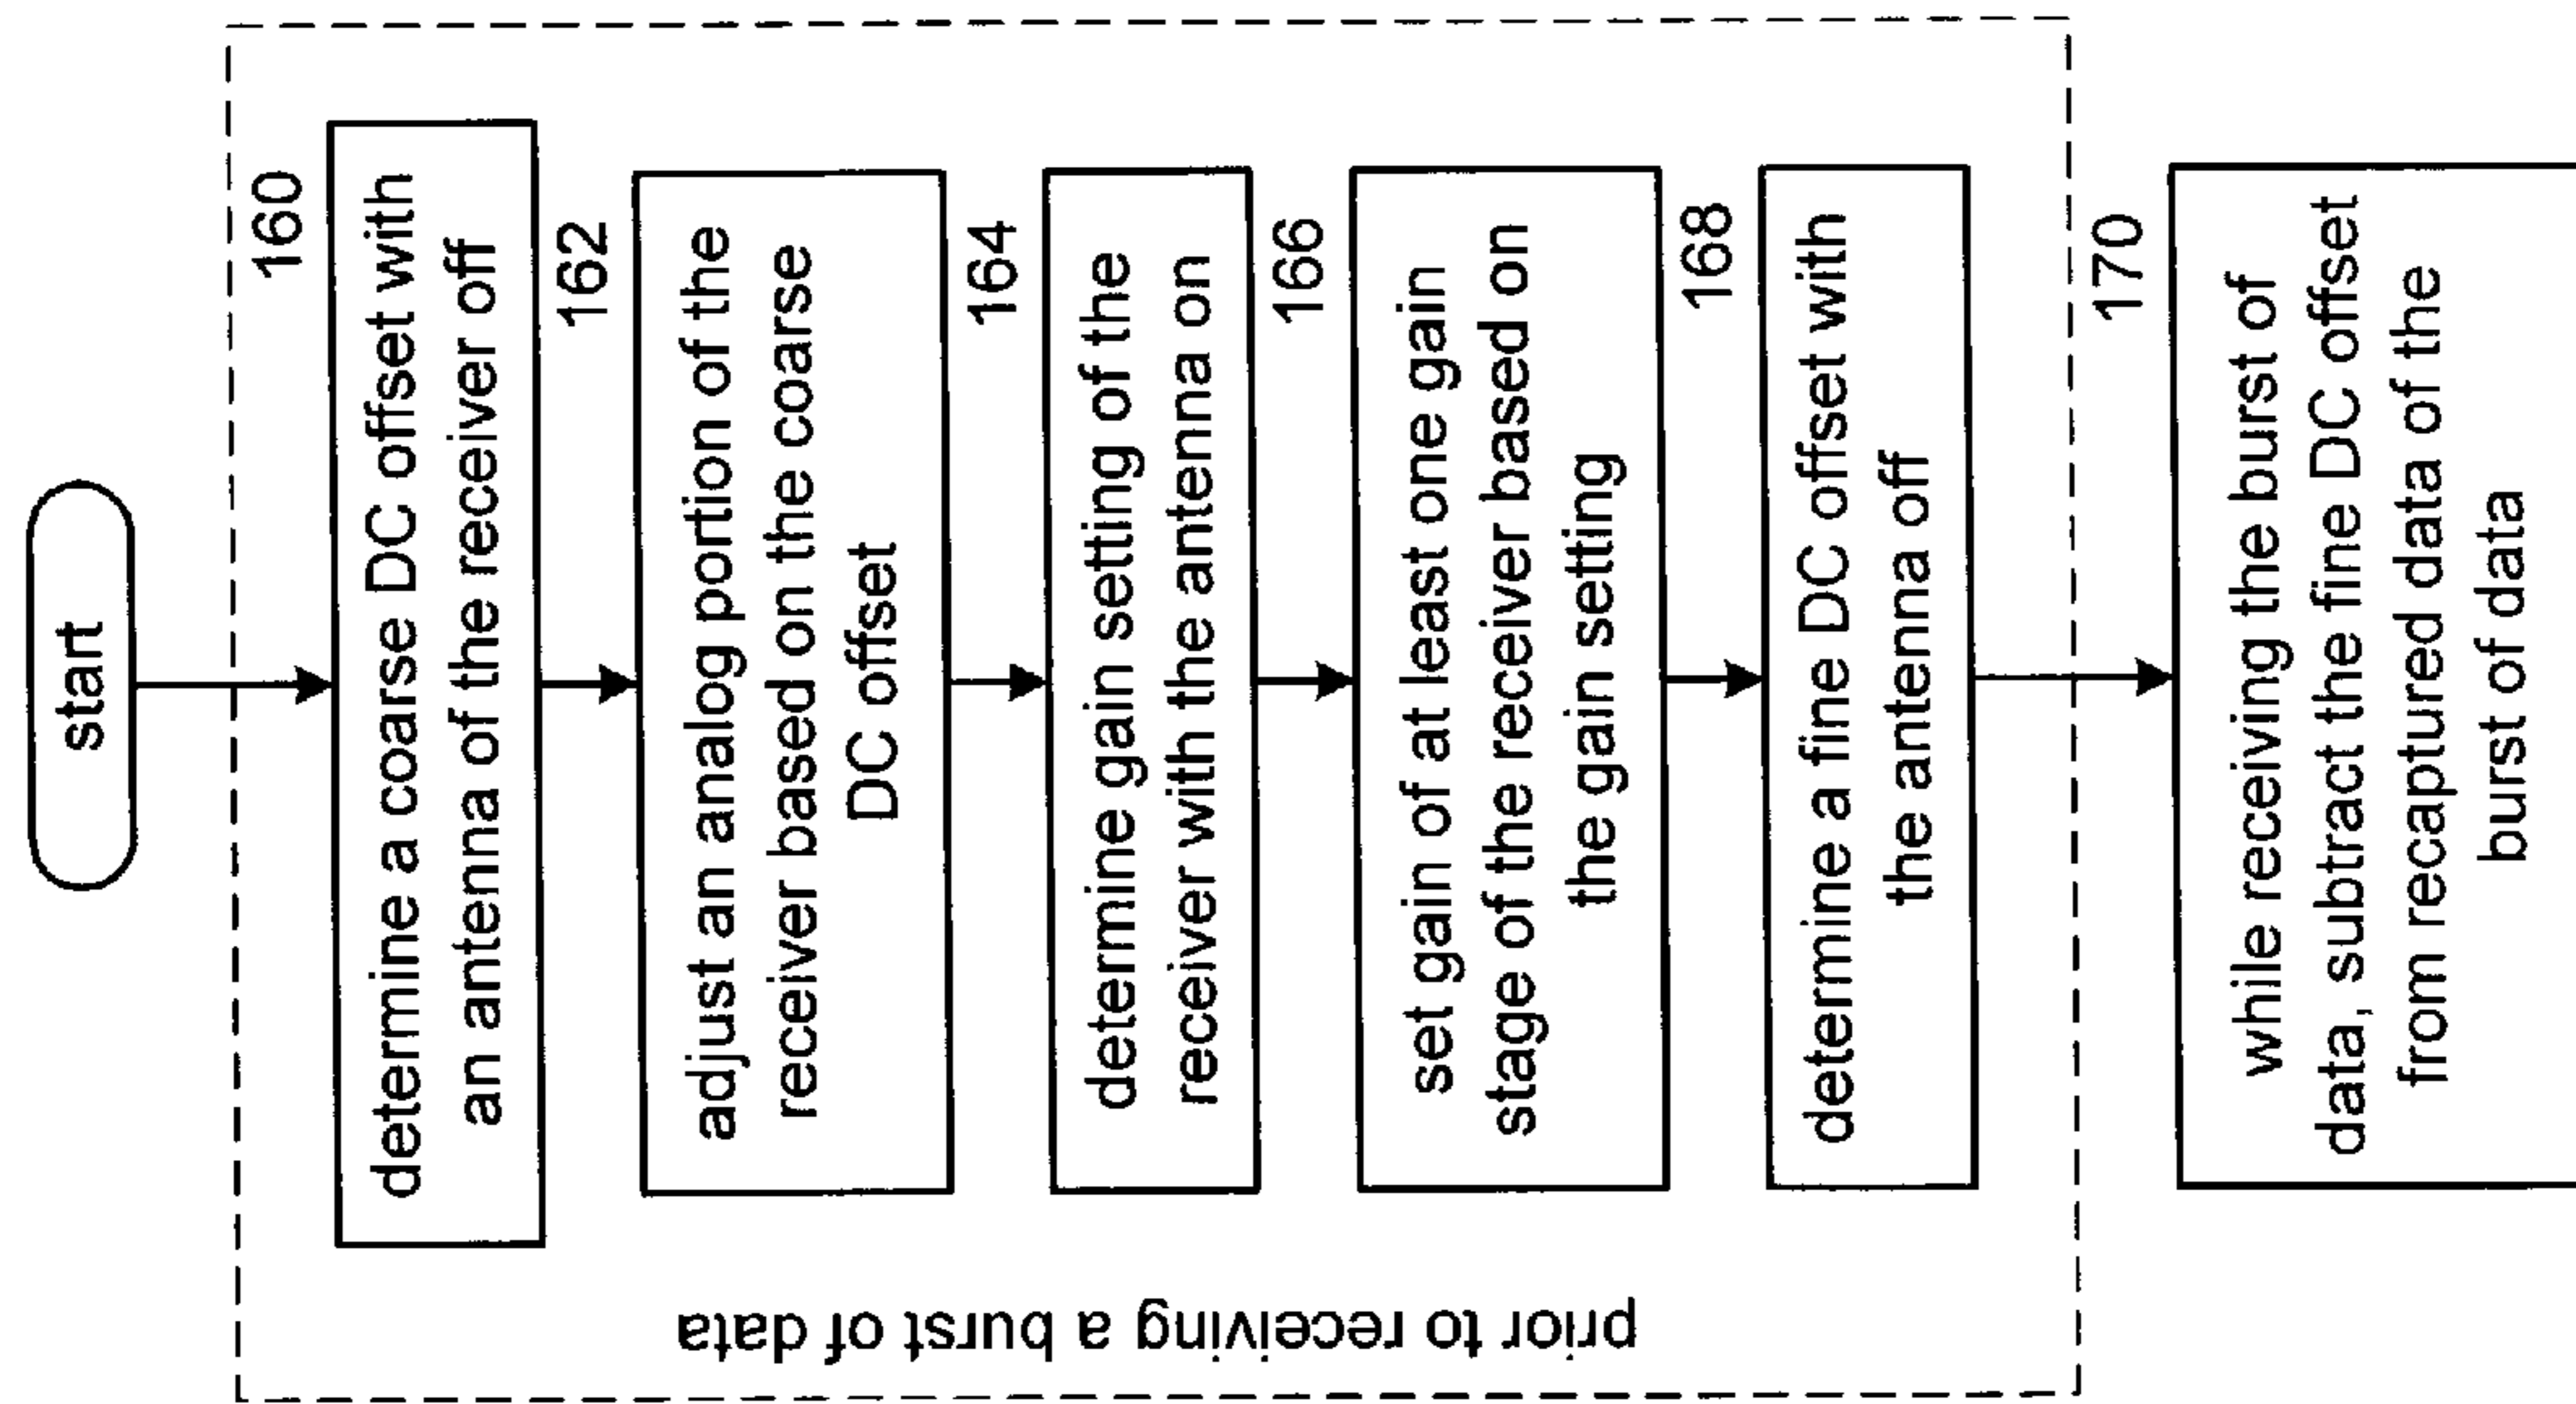 start
prior to receiving a burst of data
160
determine a coarse DC offset with
an antenna of the receiver off
162
adjust an analog portion of the
receiver based on the coarse
DC offset
164
determine gain setting of the
receiver with the antenna on
166
set gain of at least one gain
stage of the receiver based on
the gain setting
168
determine a fine DC offset with
the antenna off
170
while receiving the burst of
data, subtract the fine DC offset
from recaptured data of the
burst of data